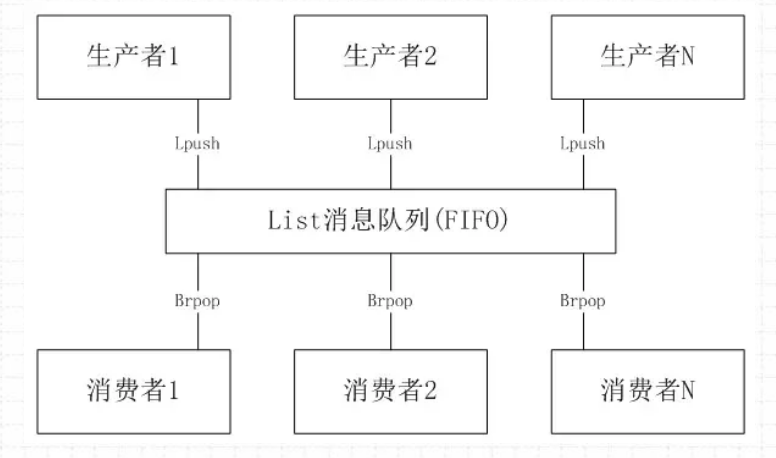 生产者1
生产者2
生产者N
Lpush
Lpush
Lpush
List消息队列(FIFO)
Brpop
Brpop
Brpop
消费者1
消费者2
消费者N